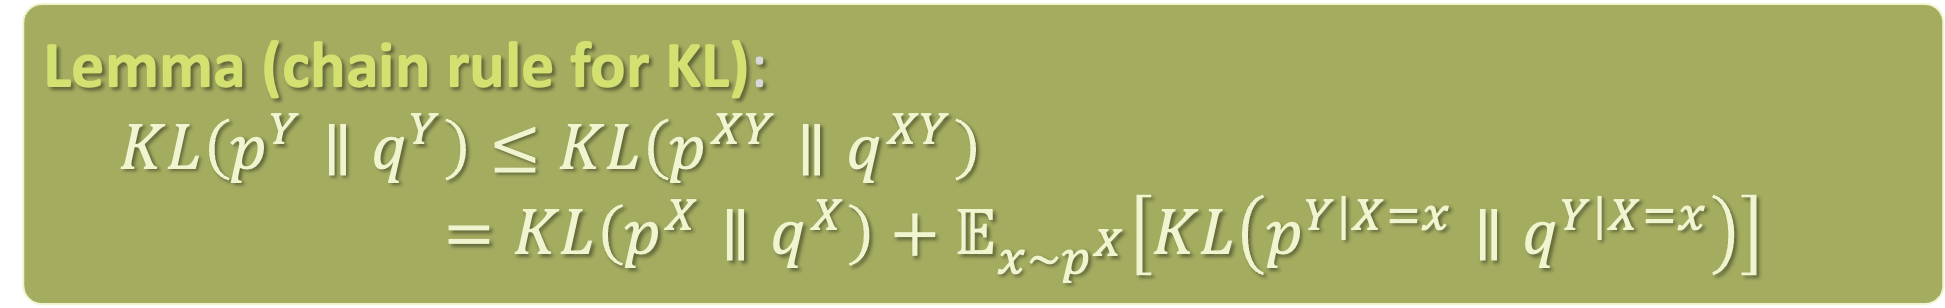 Lemma (chain rule for KL):
𝐾𝐿(𝑝^𝑌 ∥ 𝑞^𝑌) ≤ 𝐾𝐿(𝑝^{𝑋𝑌} ∥ 𝑞^{𝑋𝑌})
= 𝐾𝐿(𝑝^𝑋 ∥ 𝑞^𝑋) + 𝔼_{𝑥~𝑝^𝑋}[𝐾𝐿(𝑝^{𝑌|𝑋=𝑥} ∥ 𝑞^{𝑌|𝑋=𝑥})]